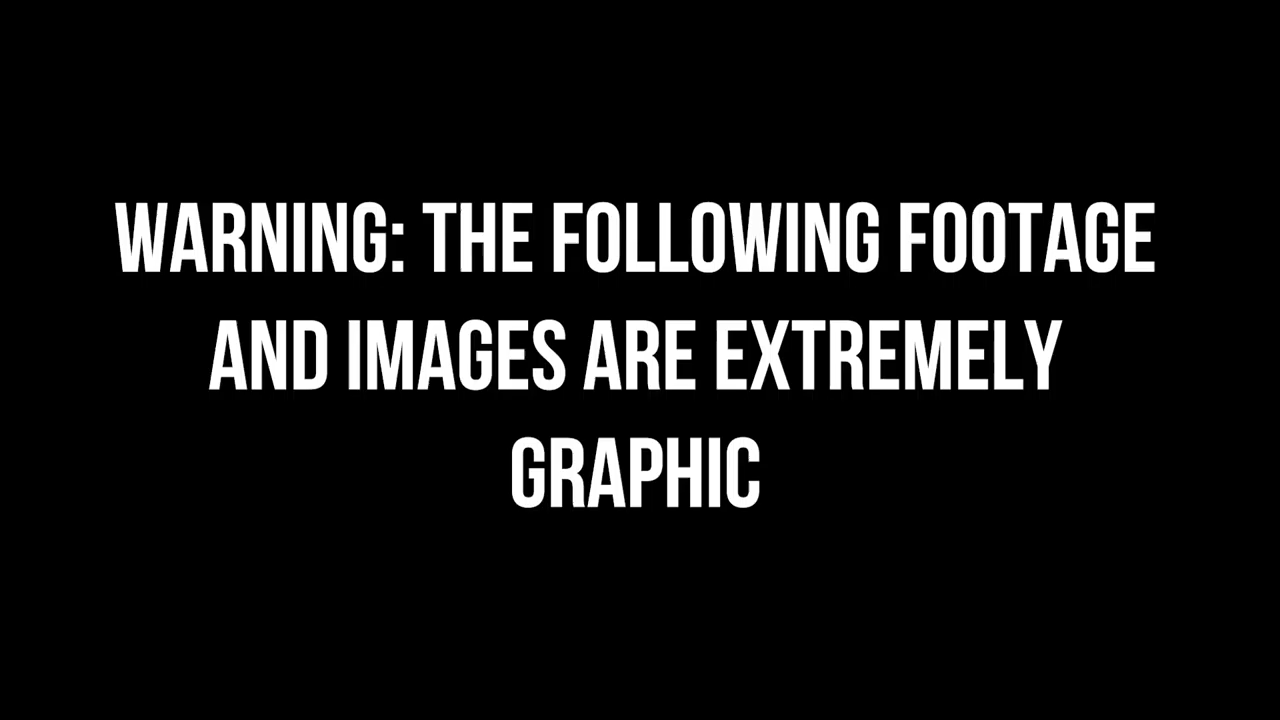 WARNING: THE FOLLOWING FOOTAGE
AND IMAGES ARE EXTREMELY
GRAPHIC